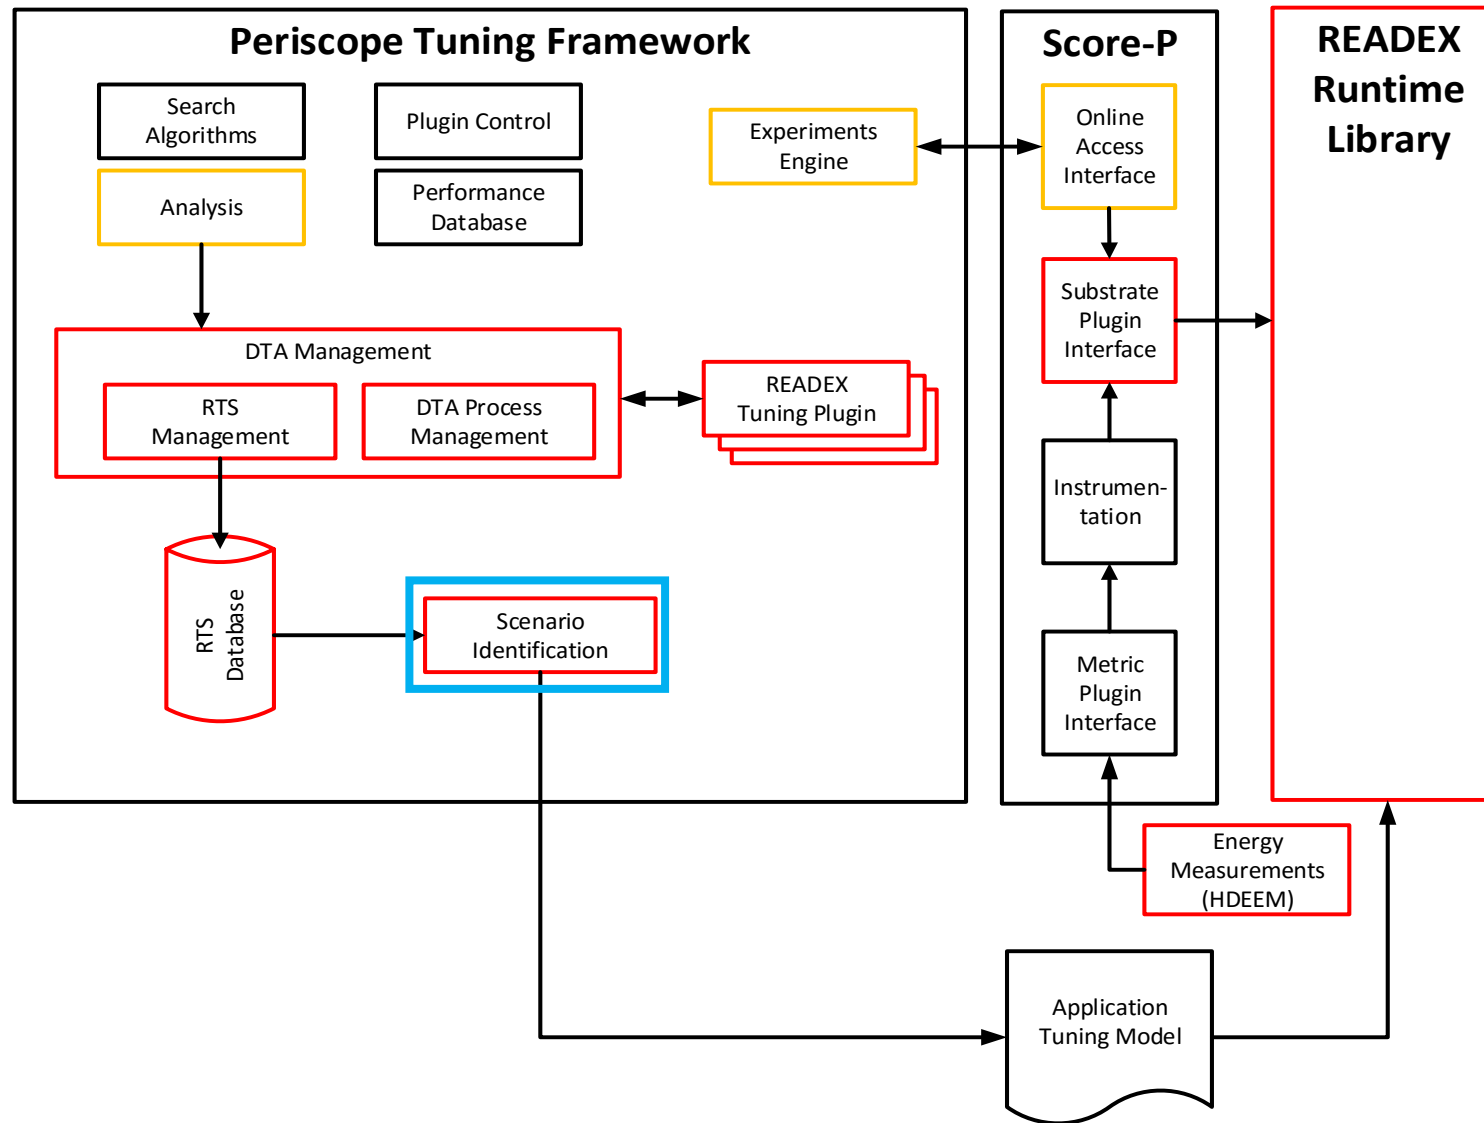 Periscope Tuning Framework
Search
Algorithms
Plugin Control
Analysis
Performance
Database
Experiments
Engine
DTA Management
RTS
Management
DTA Process
Management
READEX
Tuning Plugin
RTS
Database
Scenario
Identification
Score-P
Online
Access
Interface
Substrate
Plugin
Interface
Instrumen-
tation
Metric
Plugin
Interface
READEX
Runtime
Library
Energy
Measurements
(HDEEM)
Application
Tuning Model